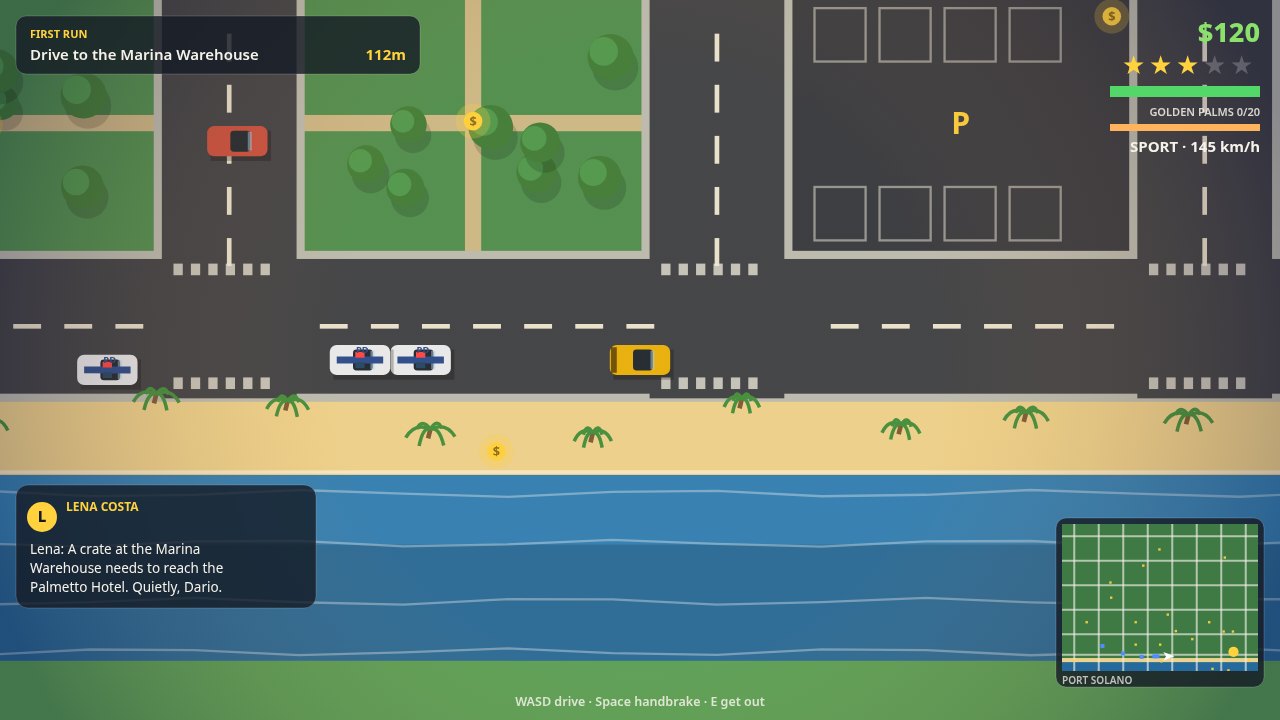 FIRST RUN
Drive to the Marina Warehouse 112m
$120
GOLDEN PALMS 0/20
SPORT · 145 km/h
P
$
$
$
LENA COSTA
L
Lena: A crate at the Marina
Warehouse needs to reach the
Palmetto Hotel. Quietly, Dario.
PORT SOLANO
WASD drive · Space handbrake · E get out